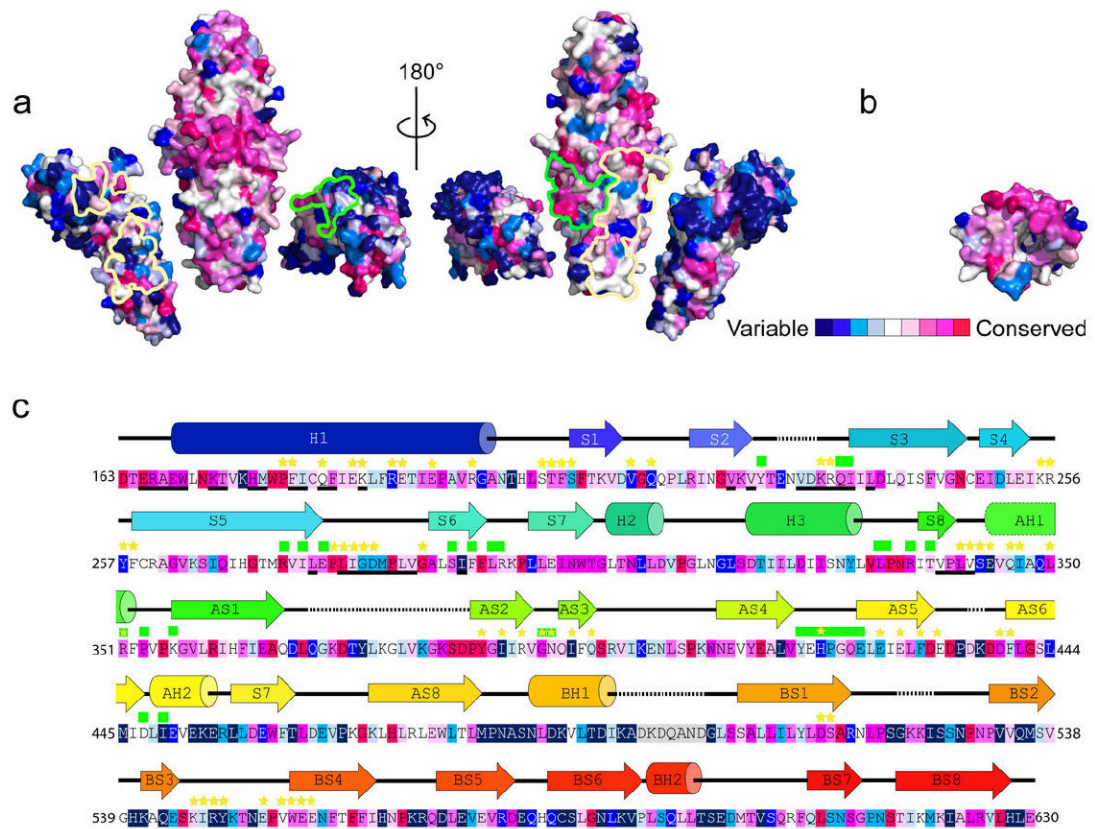 180°
a
b
Variable Conserved
c
H1 S1 S2 S3 S4
163 DTERAEWLNKTVKHMWPFICQFIEKLFRETIEPAVRGANTHLSTFSFTKVDVGQQPLRINGVKVYTENVDKRQIILDLQISFVGNCEIDLEIKR 256
S5 S6 S7 H2 H3 S8 AH1
257 YFCRAGVKSIQIHGTMRVILEPLIGDMPLVGALSIFFLRKPLLEINWTGLTNLLDVPGLNGLSDTIILDIISNYLVLPNRITVPLVSEVQIAQL 350
AS1 AS2 AS3 AS4 AS5 AS6
351 RFPVPKGVLRIHFIEAQDLQGKDTYLKGLVKGKSDPYGIIRVGNQIFQSRVIKENLSPKWNEVYEALVYEHPGQELEIELFDEDPDKDDFLGSL 444
AH2 S7 AS8 BH1 BS1 BS2
445 MIDLIEVEKERLLDEWFTLDEVPKGKLHLRLEWLTLMPNASNLDKVLTDIKADKDQANDGLSSALLILYLDSARNLPSGKKISSNPNPVVQMSV 538
BS3 BS4 BS5 BS6 BH2 BS7 BS8
539 GHKAQESKIRYKTNEPVWEENFTFFIHNPKRQDLEVEVRDEQHQCSLGNLKVPLSQLLTSEDMTVSQRFQLSNSGPNSTIKMKIALRVLHLE 630